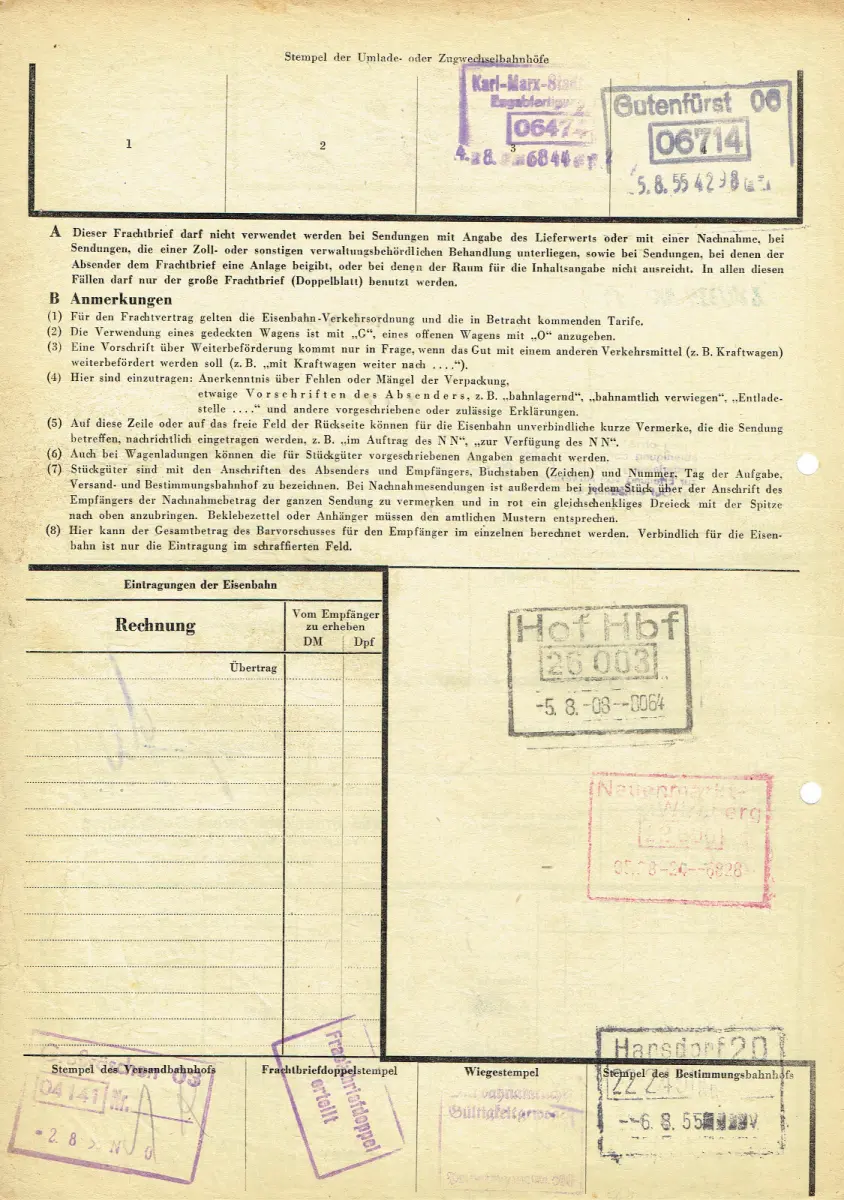 Stempel der Umlade- oder Zugwechselbahnhöfe
1
2
3
Karl-Marx-Stadt
0647
Gutenfürst 06
06714
5.8.55
A Dieser Frachtbrief darf nicht verwendet werden bei Sendungen mit Angabe des Lieferwerts oder mit einer Nachnahme, bei
Sendungen, die einer Zoll- oder sonstigen verwaltungsbehördlichen Behandlung unterliegen, sowie bei Sendungen, bei denen der
Absender dem Frachtbrief eine Anlage beigibt, oder bei denen der Raum für die Inhaltsangabe nicht ausreicht. In allen diesen
Fällen darf nur der große Frachtbrief (Doppelblatt) benutzt werden.
B Anmerkungen
(1) Für den Frachtvertrag gelten die Eisenbahn-Verkehrsordnung und die in Betracht kommenden Tarife.
(2) Die Verwendung eines gedeckten Wagens ist mit „G“, eines offenen Wagens mit „O“ anzugeben.
(3) Eine Vorschrift über Weiterbeförderung kommt nur in Frage, wenn das Gut mit einem anderen Verkehrsmittel (z. B. Kraftwagen)
weiterbefördert werden soll (z. B. „mit Kraftwagen weiter nach ....“).
(4) Hier sind einzutragen: Anerkenntnis über Fehlen oder Mängel der Verpackung,
etwaige Vorschriften des Absenders, z. B. „bahnlagernd“, „bahnamtlich verwiegen“, „Entlade-
stelle ....“ und andere vorgeschriebene oder zulässige Erklärungen.
(5) Auf diese Zeile oder auf das freie Feld der Rückseite können für die Eisenbahn unverbindliche kurze Vermerke, die die Sendung
betreffen, nachrichtlich eingetragen werden, z. B. „im Auftrag des N N“, „zur Verfügung des N N“.
(6) Auch bei Wagenladungen können die für Stückgüter vorgeschriebenen Angaben gemacht werden.
(7) Stückgüter sind mit den Anschriften des Absenders und Empfängers, Buchstaben (Zeichen) und Nummer, Tag der Aufgabe,
Versand- und Bestimmungsbahnhof zu bezeichnen. Bei Nachnahmesendungen ist außerdem bei jedem Stück über der Anschrift des
Empfängers der Nachnahmebetrag der ganzen Sendung zu vermerken und in rot ein gleichschenkliges Dreieck mit der Spitze
nach oben anzubringen. Beklebezettel oder Anhänger müssen den amtlichen Mustern entsprechen.
(8) Hier kann der Gesamtbetrag des Barvorschusses für den Empfänger im einzelnen berechnet werden. Verbindlich für die Eisen-
bahn ist nur die Eintragung im schraffierten Feld.
Eintragungen der Eisenbahn
Rechnung
Vom Empfänger
zu erheben
DM Dpf
Übertrag
Hof Hbf
26 003
-5. 8.-08--0064
Neuenmarkt-
Wirsberg
Harsdorf 20
--6. 8. 55
Stempel des Versandbahnhofs
04141 Nr.
- 2. 8
Frachtbriefdoppelstempel
Frachtbriefdoppel
erteilt
Wiegestempel
Stempel des Bestimmungsbahnhofs